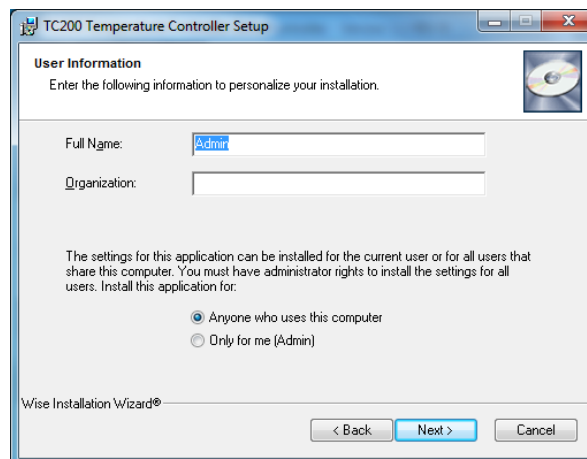 TC200 Temperature Controller Setup
User Information
Enter the following information to personalize your installation.
Full Name:
Admin
Organization:
The settings for this application can be installed for the current user or for all users that
share this computer. You must have administrator rights to install the settings for all
users. Install this application for:
Anyone who uses this computer
Only for me (Admin)
Wise Installation Wizard®
< Back
Next >
Cancel